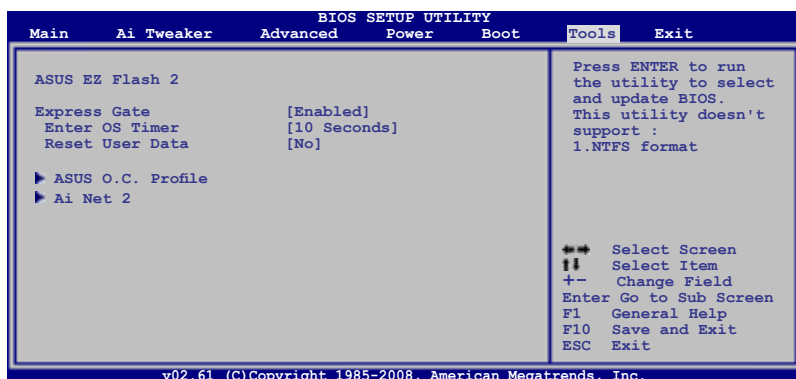 BIOS SETUP UTILITY
Main Ai Tweaker Advanced Power Boot Tools Exit
ASUS EZ Flash 2
Express Gate [Enabled]
Enter OS Timer [10 Seconds]
Reset User Data [No]
ASUS O.C. Profile
Ai Net 2
Press ENTER to run
the utility to select
and update BIOS.
This utility doesn't
support :
1.NTFS format
Select Screen
Select Item
+- Change Field
Enter Go to Sub Screen
F1 General Help
F10 Save and Exit
ESC Exit
v02.61 (C)Copyright 1985-2008, American Megatrends, Inc.